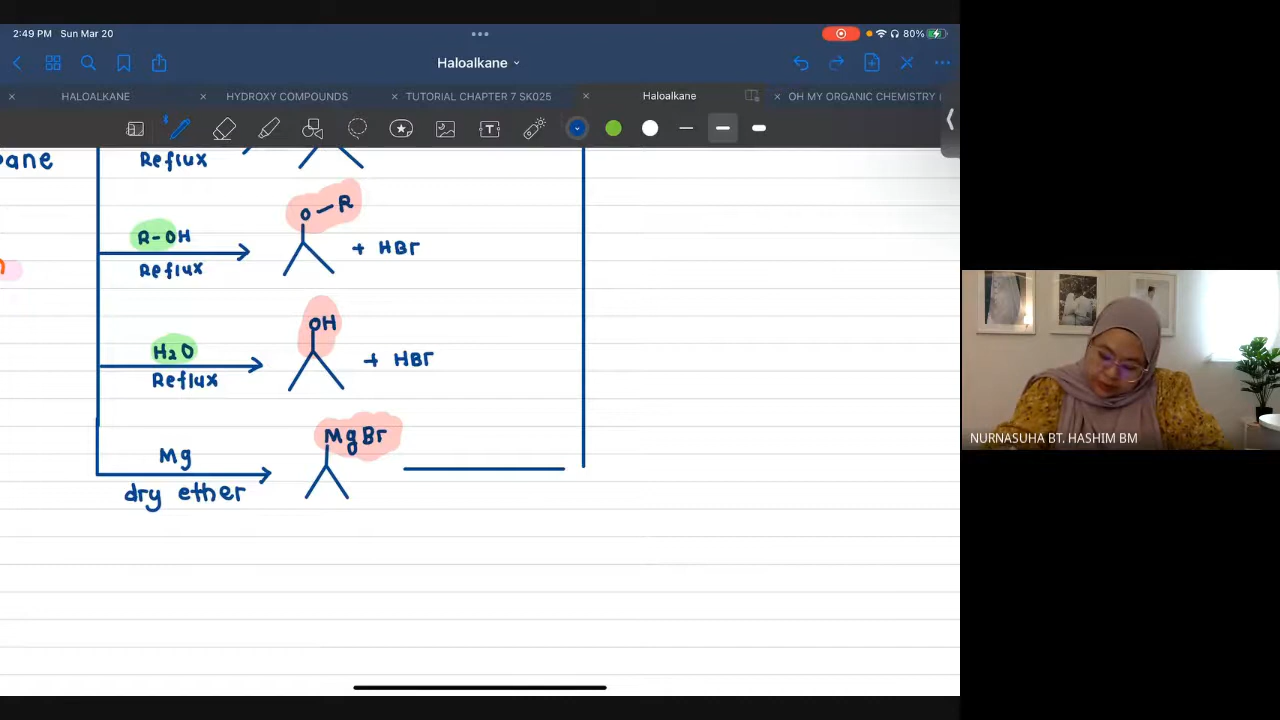 2:49 PM Sun Mar 20
80%
Haloalkane
HALOALKANE
HYDROXY COMPOUNDS
TUTORIAL CHAPTER 7 SK025
Haloalkane
OH MY ORGANIC CHEMISTRY (
T
Reflux
O-R
R-OH
+ HBr
Reflux
OH
H2O
+ HBr
Reflux
MgBr
Mg
dry ether
NURNASUHA BT. HASHIM BM